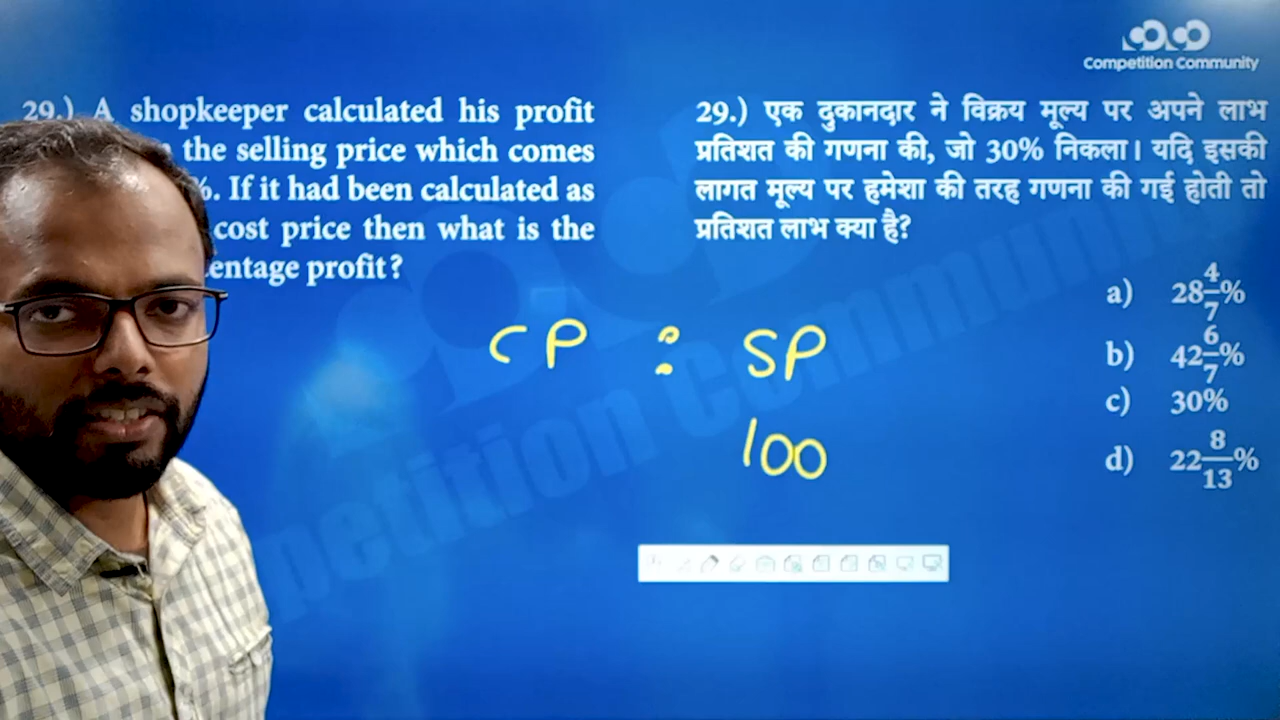 Competition Community
29.) A shopkeeper calculated his profit
the selling price which comes
%. If it had been calculated as
cost price then what is the
entage profit?
29.) एक दुकानदार ने विक्रय मूल्य पर अपने लाभ
प्रतिशत की गणना की, जो 30% निकला। यदि इसकी
लागत मूल्य पर हमेशा की तरह गणना की गई होती तो
प्रतिशत लाभ क्या है?
a) 28 4/7%
b) 42 6/7%
c) 30%
d) 22 8/13%
CP : SP
100
petition Community